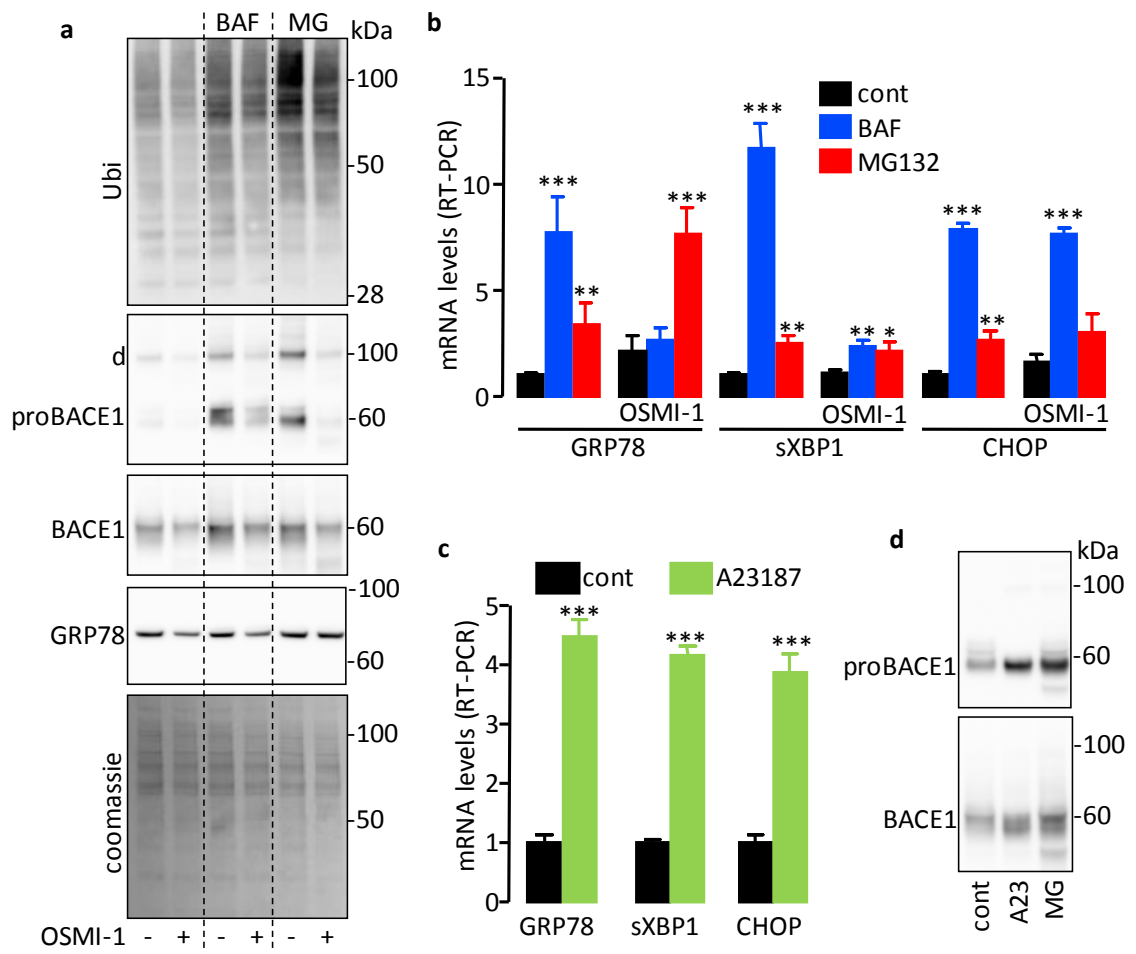 a
BAF MG kDa
Ubi
-100
-50
-28
d
-100
proBACE1
-60
BACE1
-60
GRP78
-100
-60
coomassie
-100
-50
OSMI-1 - + - + - +
b
mRNA levels (RT-PCR)
15
10
5
0
cont
BAF
MG132
*** ** *** *** ** ** * *** ** ***
OSMI-1 OSMI-1 OSMI-1
GRP78 sXBP1 CHOP
c
cont A23187
mRNA levels (RT-PCR)
5
4
3
2
1
0
*** *** ***
GRP78 sXBP1 CHOP
d
kDa
-100
proBACE1
-60
-100
BACE1
-60
cont A23 MG